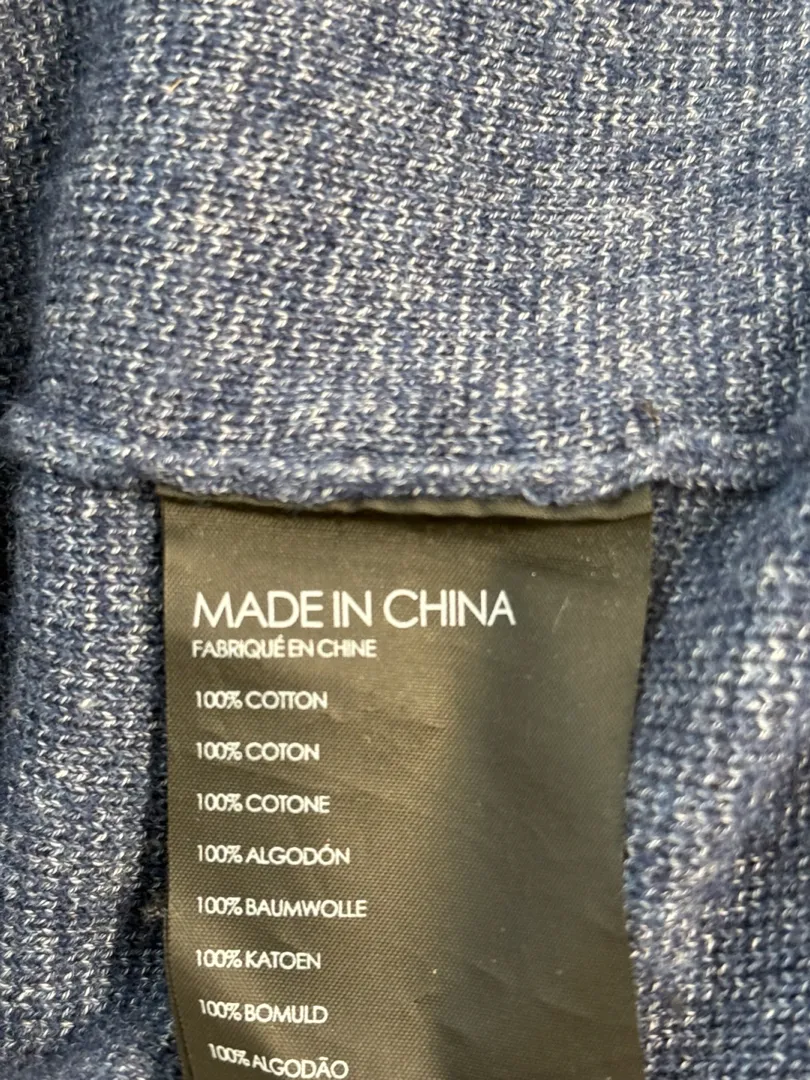 MADE IN CHINA
FABRIQUÉ EN CHINE
100% COTTON
100% COTON
100% COTONE
100% ALGODÓN
100% BAUMWOLLE
100% KATOEN
100% BOMULD
100% ALGODÃO